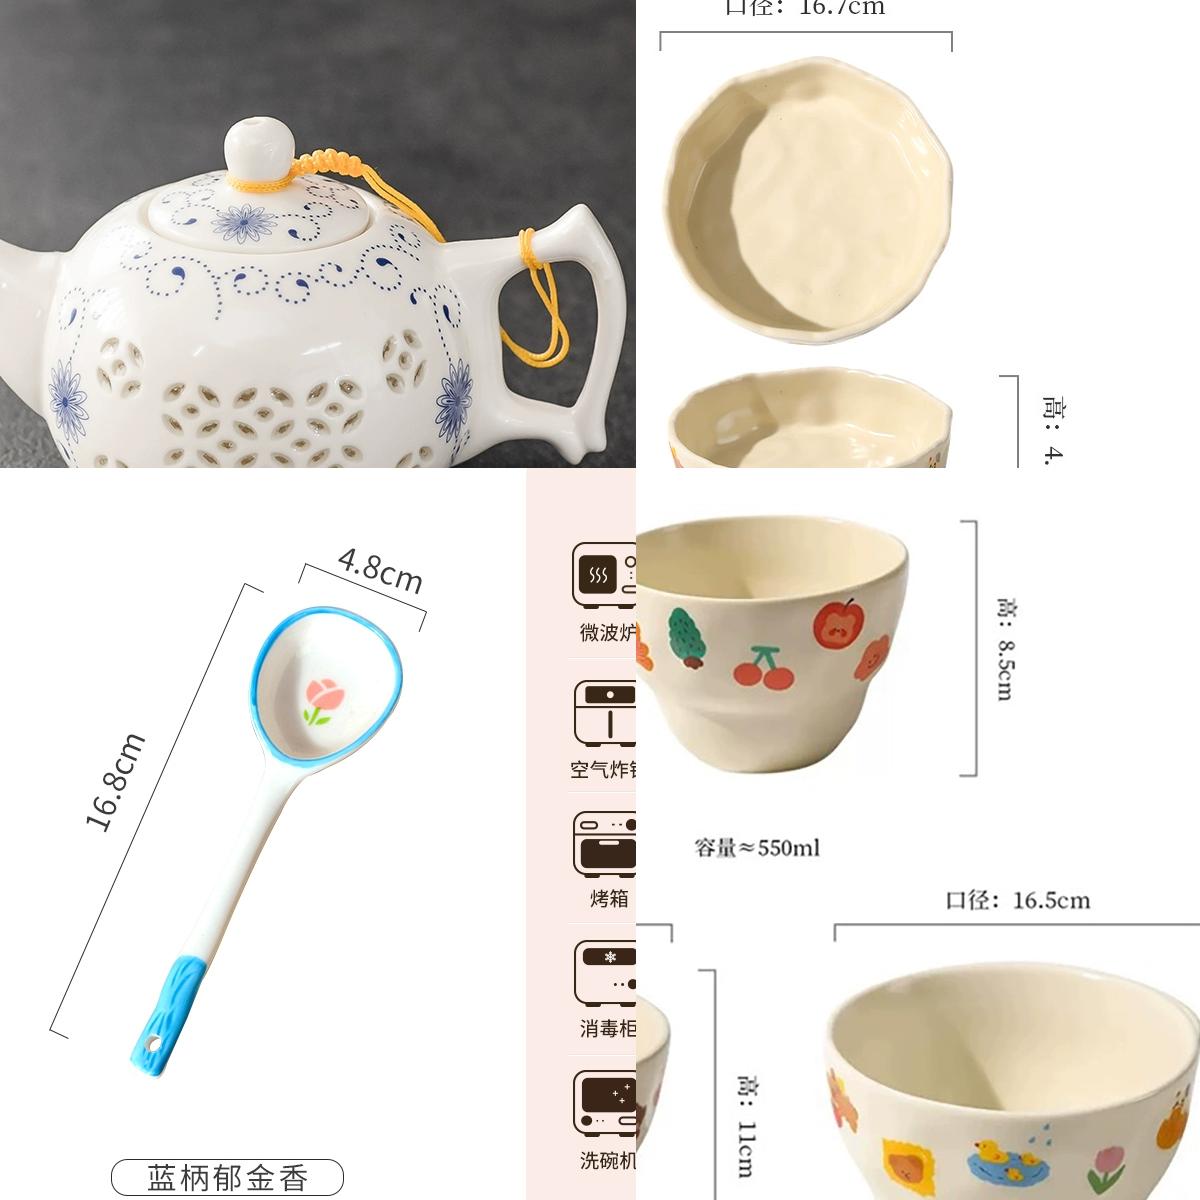 口径：16.7cm
高：4.
4.8cm
16.8cm
蓝柄郁金香
微波炉
空气炸
烤箱
消毒柜
洗碗机
高：8.5cm
容量≈550ml
口径：16.5cm
高：11cm